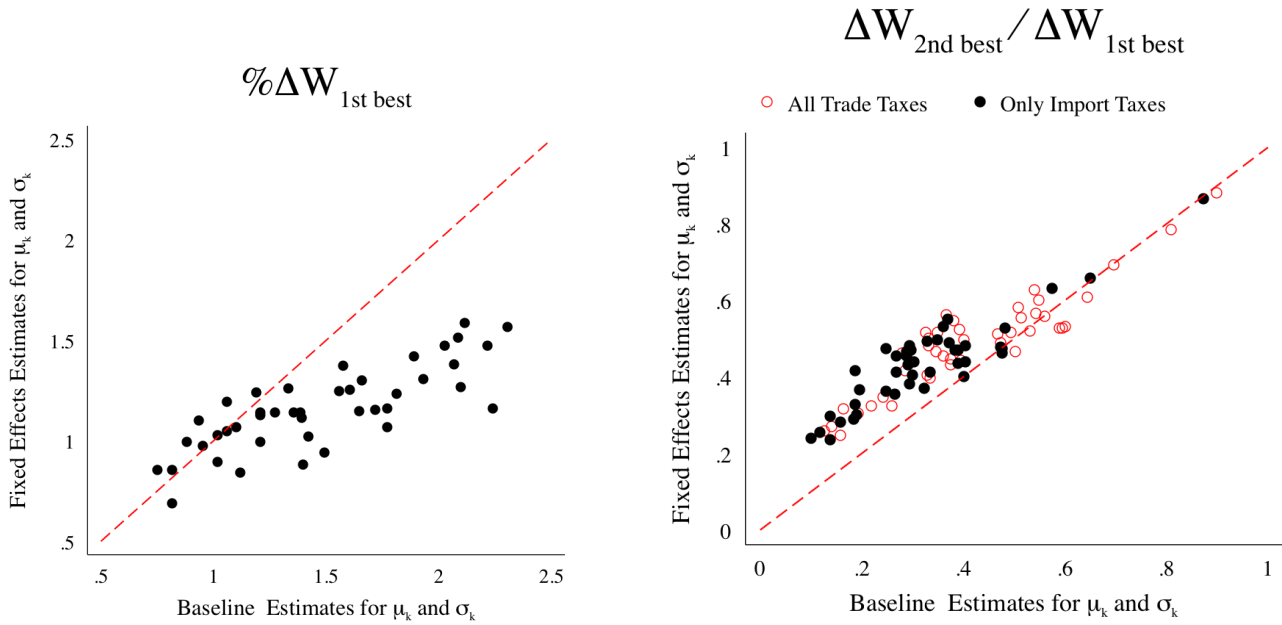 %ΔW1st best
Fixed Effects Estimates for μk and σk
2.5
2
1.5
1
.5
.5 1 1.5 2 2.5
Baseline Estimates for μk and σk
ΔW2nd best / ΔW1st best
All Trade Taxes Only Import Taxes
Fixed Effects Estimates for μk and σk
1
.8
.6
.4
.2
0
0 .2 .4 .6 .8 1
Baseline Estimates for μk and σk